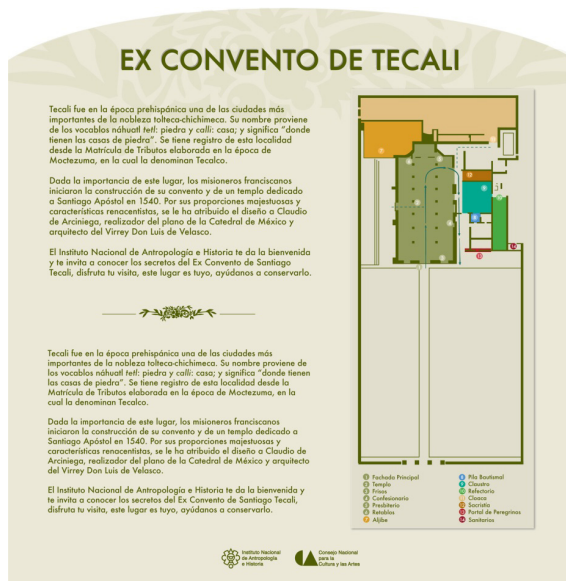 EX CONVENTO DE TECALI
Tecali fue en la época prehispánica una de las ciudades más
importantes de la nobleza tolteca-chichimeca. Su nombre proviene
de los vocablos náhuatl tetl: piedra y calli: casa; y significa “donde
tienen las casas de piedra”. Se tiene registro de esta localidad
desde la Matrícula de Tributos elaborada en la época de
Moctezuma, en la cual la denominan Tecalco.
Dada la importancia de este lugar, los misioneros franciscanos
iniciaron la construcción de su convento y de un templo dedicado
a Santiago Apóstol en 1540. Por sus proporciones majestuosas y
características renacentistas, se le ha atribuido el diseño a Claudio
de Arciniega, realizador del plano de la Catedral de México y
arquitecto del Virrey Don Luis de Velasco.
El Instituto Nacional de Antropología e Historia te da la bienvenida
y te invita a conocer los secretos del Ex Convento de Santiago
Tecali, disfruta tu visita, este lugar es tuyo, ayúdanos a conservarlo.
Tecali fue en la época prehispánica una de las ciudades más
importantes de la nobleza tolteca-chichimeca. Su nombre proviene de
los vocablos náhuatl tetl: piedra y calli: casa; y significa “donde tienen
las casas de piedra”. Se tiene registro de esta localidad desde la
Matrícula de Tributos elaborada en la época de Moctezuma, en la
cual la denominan Tecalco.
Dada la importancia de este lugar, los misioneros franciscanos
iniciaron la construcción de su convento y de un templo dedicado a
Santiago Apóstol en 1540. Por sus proporciones majestuosas y
características renacentistas, se le ha atribuido el diseño a Claudio de
Arciniega, realizador del plano de la Catedral de México y arquitecto
del Virrey Don Luis de Velasco.
El Instituto Nacional de Antropología e Historia te da la bienvenida y
te invita a conocer los secretos del Ex Convento de Santiago Tecali,
disfruta tu visita, este lugar es tuyo, ayúdanos a conservarlo.
1 Fachada Principal
2 Templo
3 Frisos
4 Confesionario
5 Presbiterio
6 Retablos
7 Aljibe
8 Pila Bautismal
9 Claustro
10 Refectorio
11 Cloaca
12 Sacristía
13 Portal de Peregrinos
14 Sanitarios
Instituto Nacional
de Antropología
e Historia
Consejo Nacional
para la
Cultura y las Artes